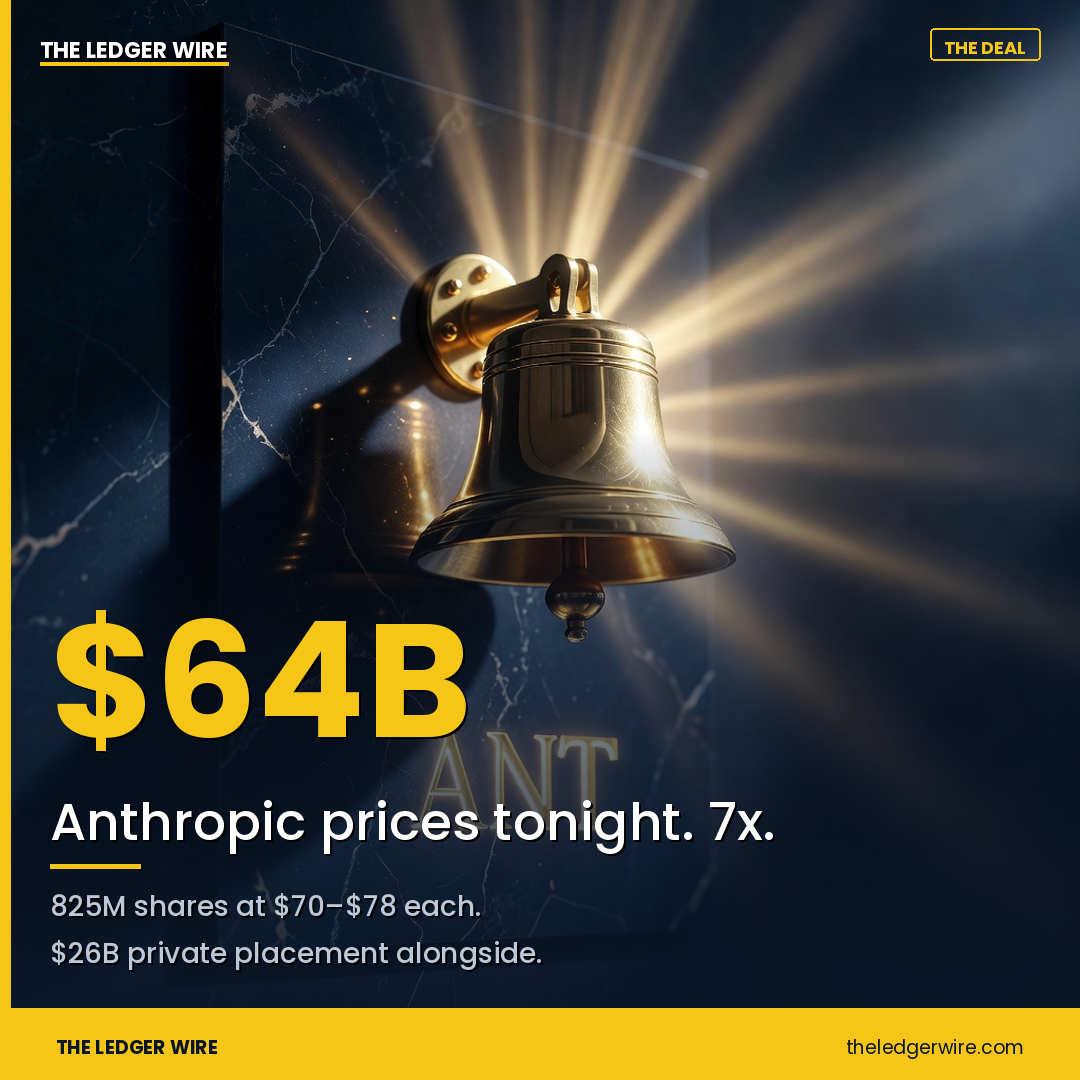 THE LEDGER WIRE
THE DEAL
$64B
ANT
Anthropic prices tonight. 7x.
825M shares at $70–$78 each.
$26B private placement alongside.
THE LEDGER WIRE
theledgerwire.com